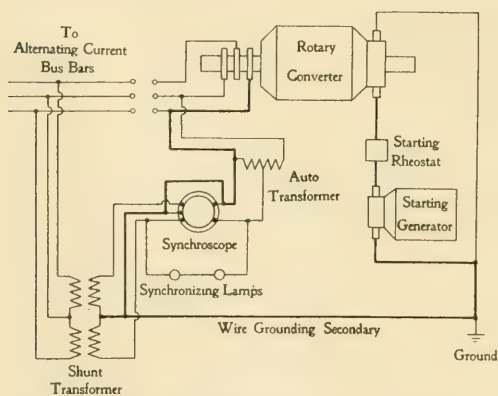 To
Alternating Current
Bus Bars
Rotary
Converter
Starting
Rheostat
Auto
Transformer
Starting
Generator
Synchroscope
Synchronizing Lamps
Wire Grounding Secondary
Ground
Shunt
Transformer